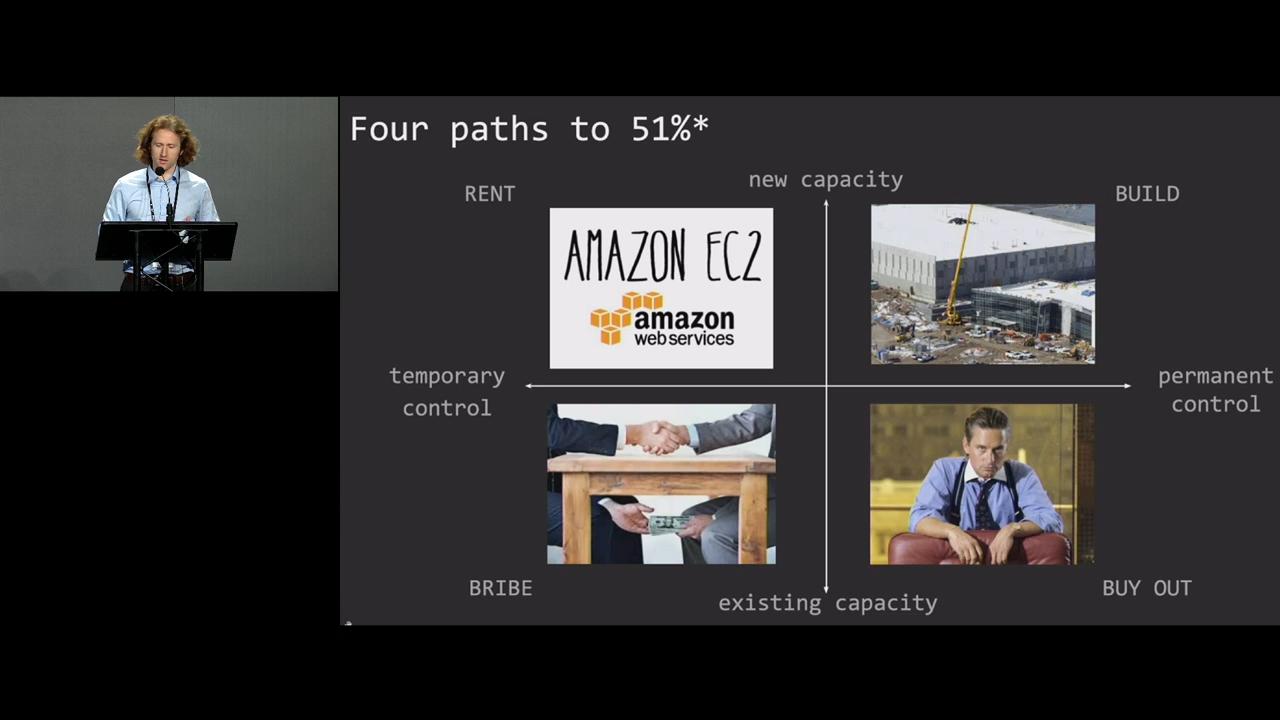 Four paths to 51%*
RENT
new capacity
BUILD
AMAZON EC2
amazon
web services
temporary
control
permanent
control
BRIBE
BUY OUT
existing capacity